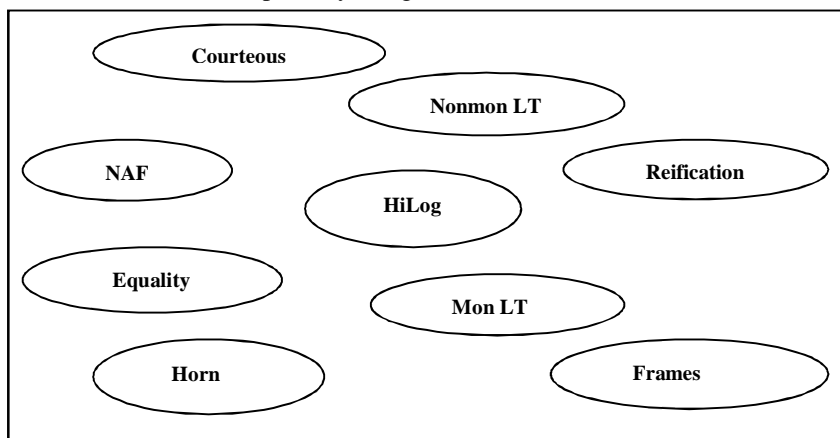 Courteous
Nonmon LT
NAF
Reification
HiLog
Equality
Mon LT
Horn
Frames